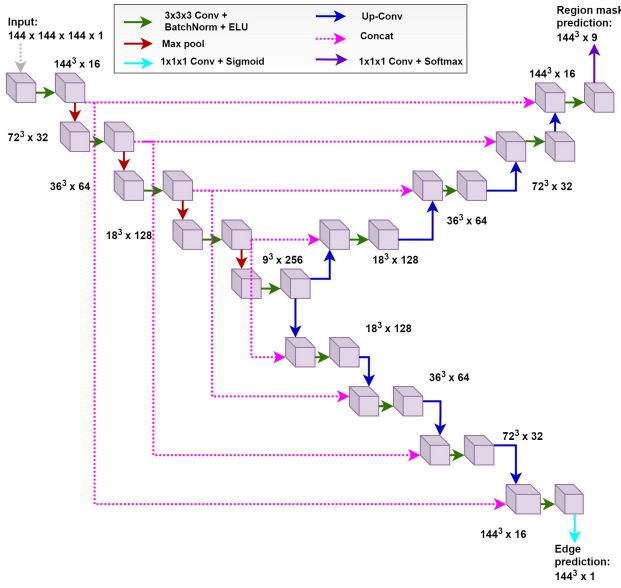 Input:
144 x 144 x 144 x 1
3x3x3 Conv +
BatchNorm + ELU
Max pool
1x1x1 Conv + Sigmoid
Up-Conv
Concat
1x1x1 Conv + Softmax
Region mask
prediction:
144³ x 9
144³ x 16
144³ x 16
72³ x 32
72³ x 32
36³ x 64
36³ x 64
18³ x 128
9³ x 256
18³ x 128
18³ x 128
36³ x 64
72³ x 32
144³ x 16
Edge
prediction:
144³ x 1